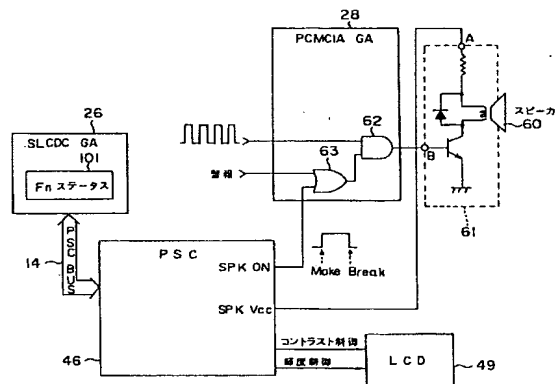 28
PCMCIA GA
A
26
SLCDC GA
101
Fnステータス
62
63
警報
B
スピーカ
60
61
14
PSC BUS
PSC
SPK ON
SPK Vcc
Make Break
コントラスト制御
輝度制御
46
LCD
49